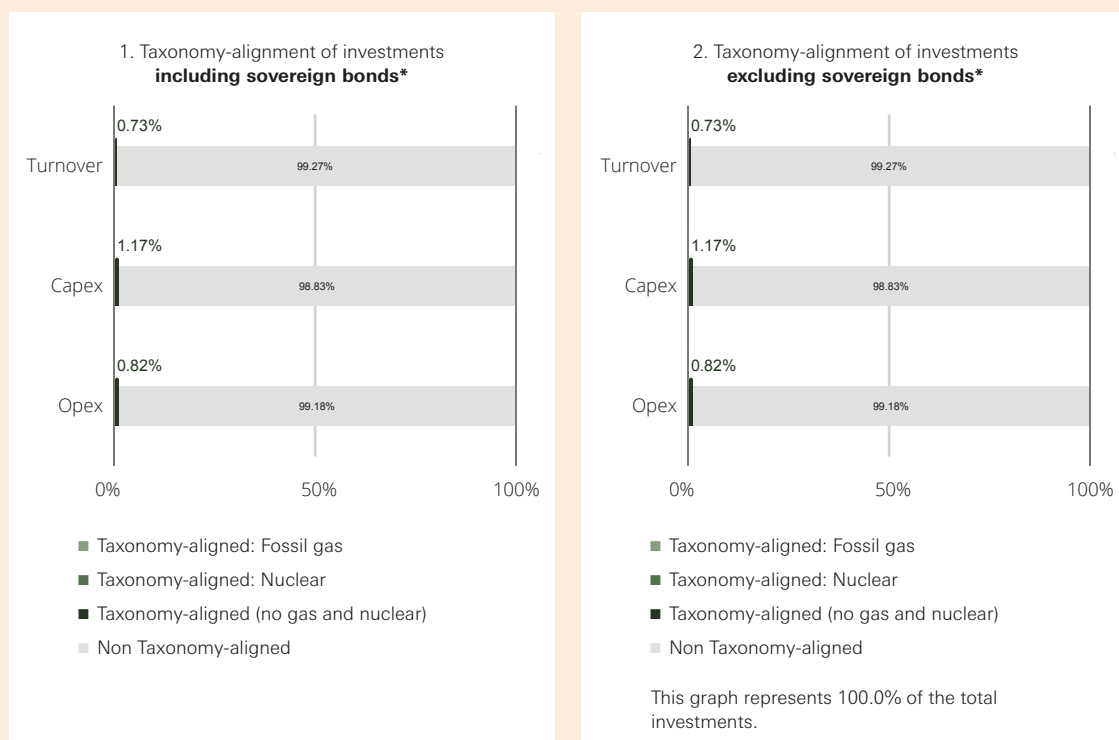 1. Taxonomy-alignment of investments
including sovereign bonds*
0.73%
Turnover
99.27%
1.17%
Capex
98.83%
0.82%
Opex
99.18%
0%
50%
100%
Taxonomy-aligned: Fossil gas
Taxonomy-aligned: Nuclear
Taxonomy-aligned (no gas and nuclear)
Non Taxonomy-aligned
2. Taxonomy-alignment of investments
excluding sovereign bonds*
0.73%
Turnover
99.27%
1.17%
Capex
98.83%
0.82%
Opex
99.18%
0%
50%
100%
Taxonomy-aligned: Fossil gas
Taxonomy-aligned: Nuclear
Taxonomy-aligned (no gas and nuclear)
Non Taxonomy-aligned
This graph represents 100.0% of the total
investments.